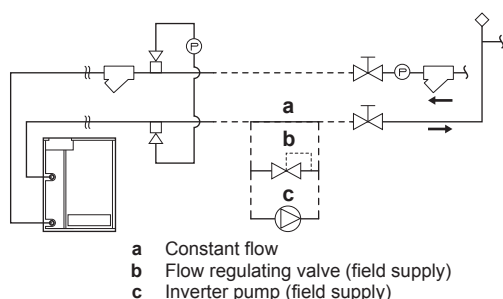 P
P
a
b
c
a Constant flow
b Flow regulating valve (field supply)
c Inverter pump (field supply)